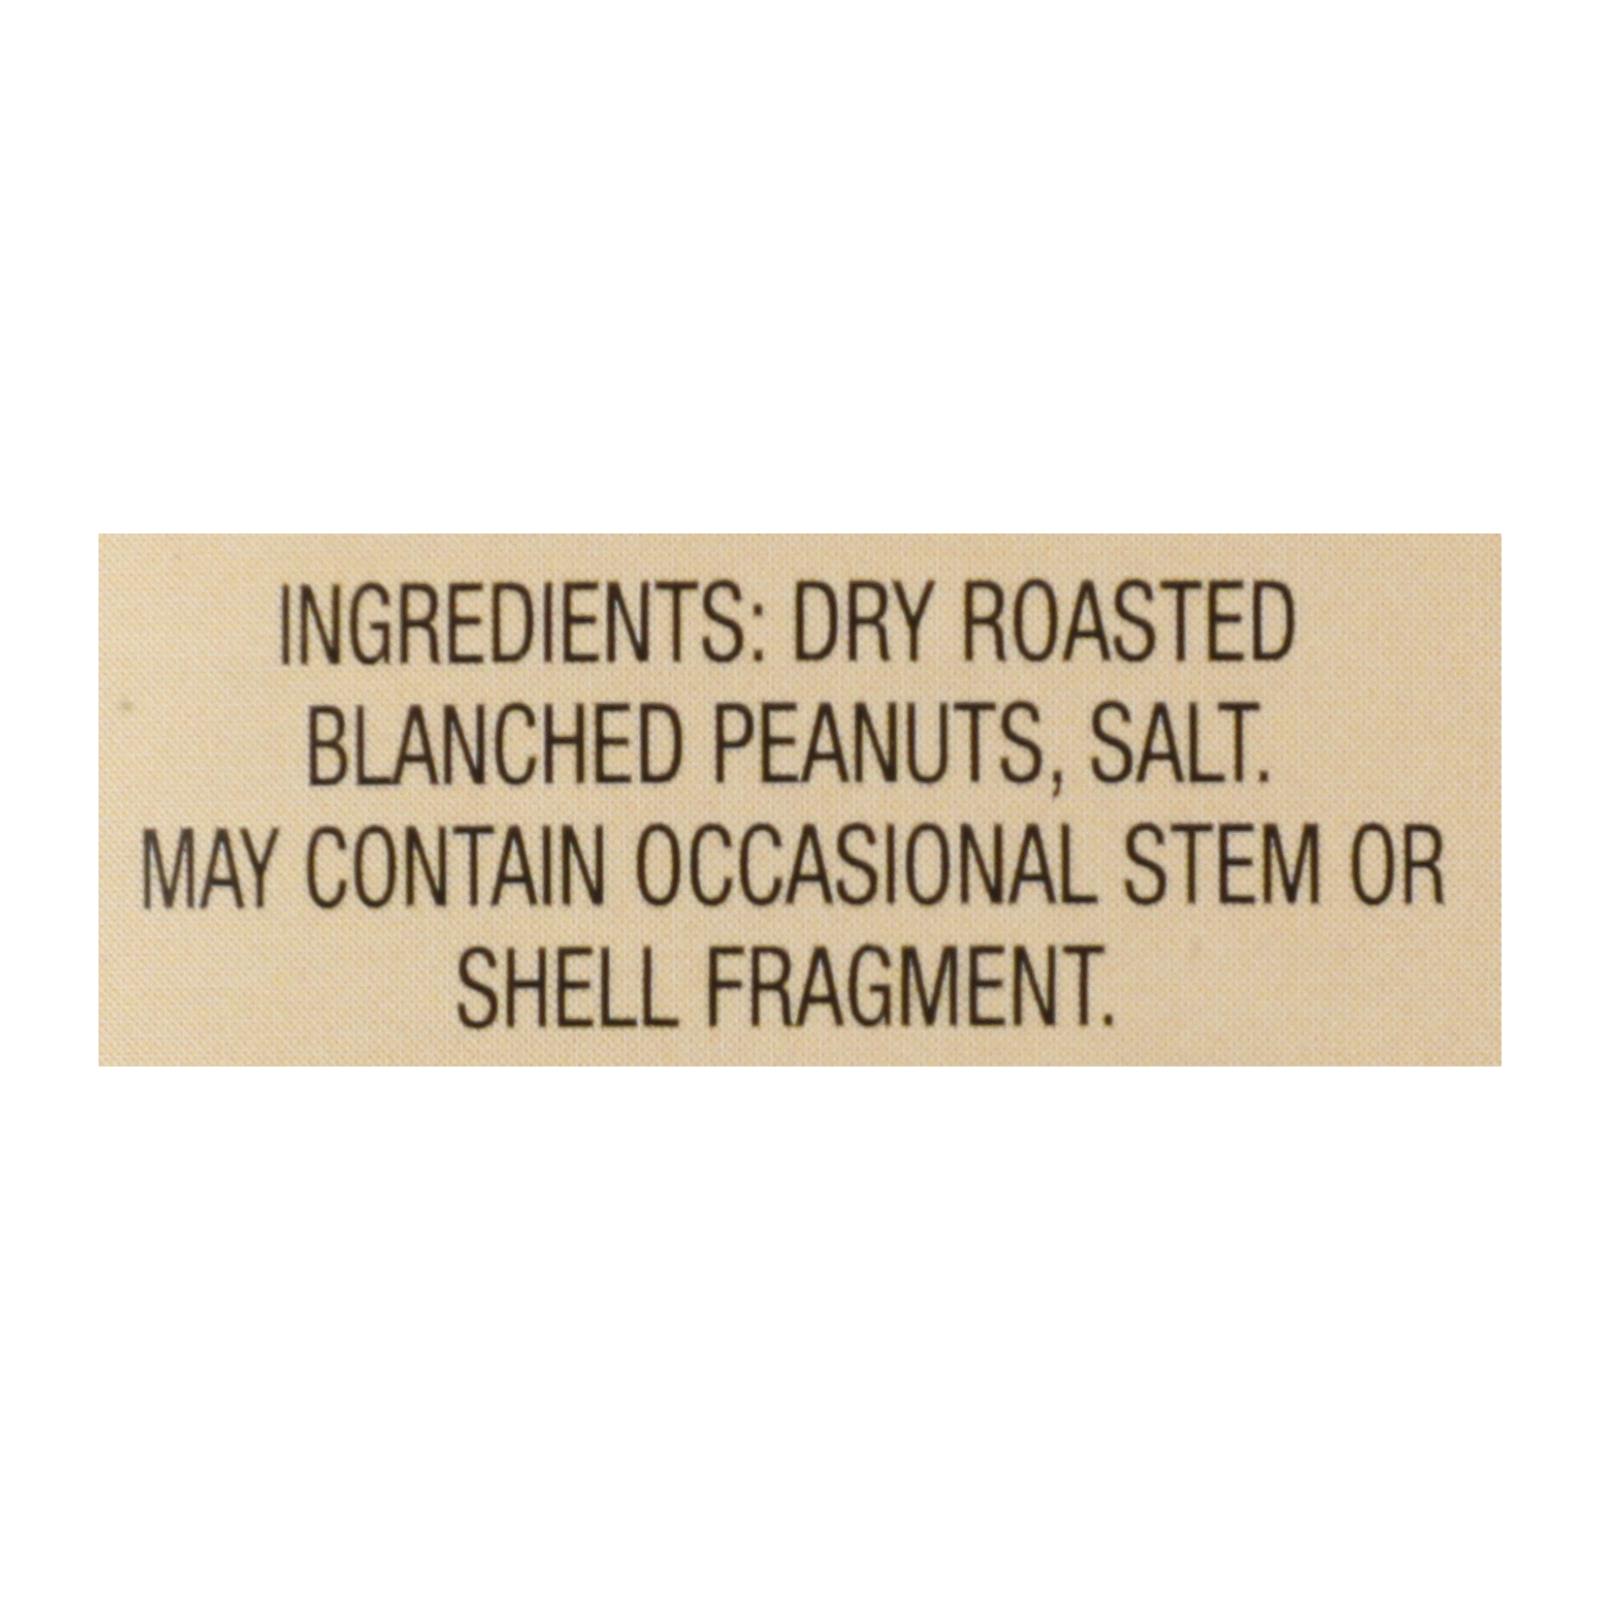 INGREDIENTS: DRY ROASTED
BLANCHED PEANUTS, SALT.
MAY CONTAIN OCCASIONAL STEM OR
SHELL FRAGMENT.